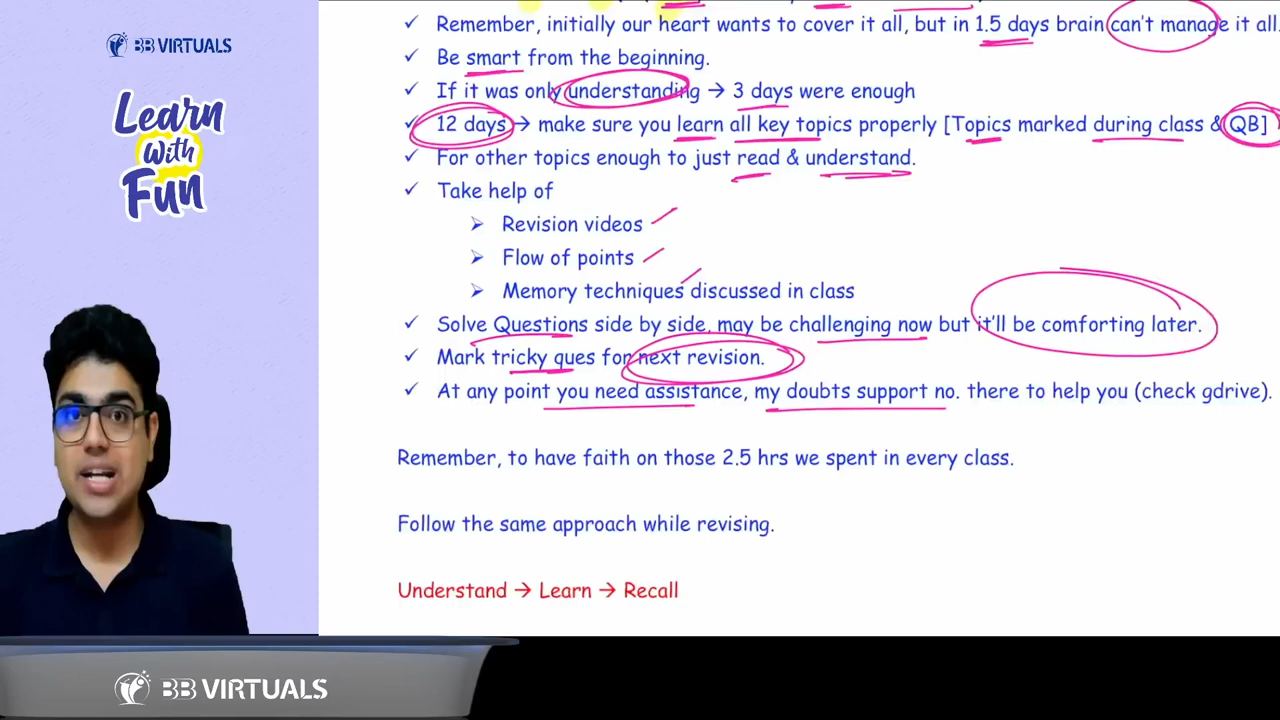 BB VIRTUALS
Learn
With
Fun
✓ Remember, initially our heart wants to cover it all, but in 1.5 days brain can't manage it all.
✓ Be smart from the beginning.
✓ If it was only understanding → 3 days were enough
✓ 12 days → make sure you learn all key topics properly [Topics marked during class & QB]
✓ For other topics enough to just read & understand.
✓ Take help of
➢ Revision videos
➢ Flow of points
➢ Memory techniques discussed in class
✓ Solve Questions side by side, may be challenging now but it'll be comforting later.
✓ Mark tricky ques for next revision.
✓ At any point you need assistance, my doubts support no. there to help you (check gdrive).
Remember, to have faith on those 2.5 hrs we spent in every class.
Follow the same approach while revising.
Understand → Learn → Recall
BB VIRTUALS